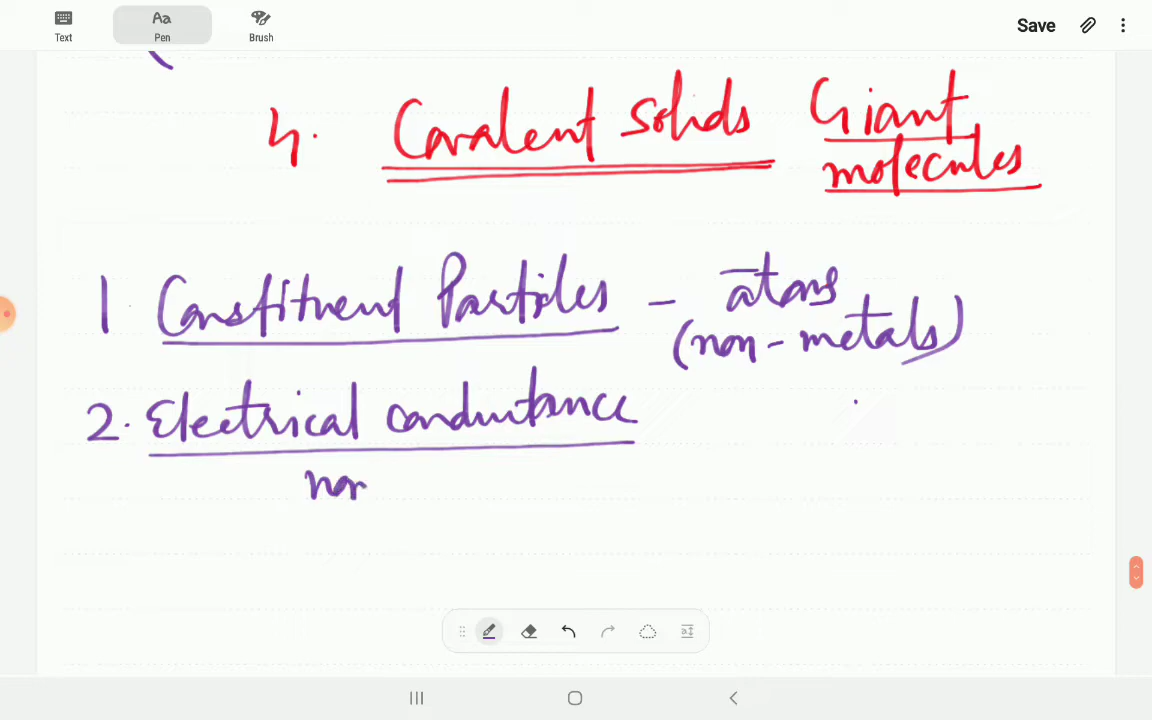 Text
Aa
Pen
Brush
Save
4. Covalent Solids Giant
molecules
1 Constituent Particles - atoms
(non-metals)
2. Electrical conductance
non